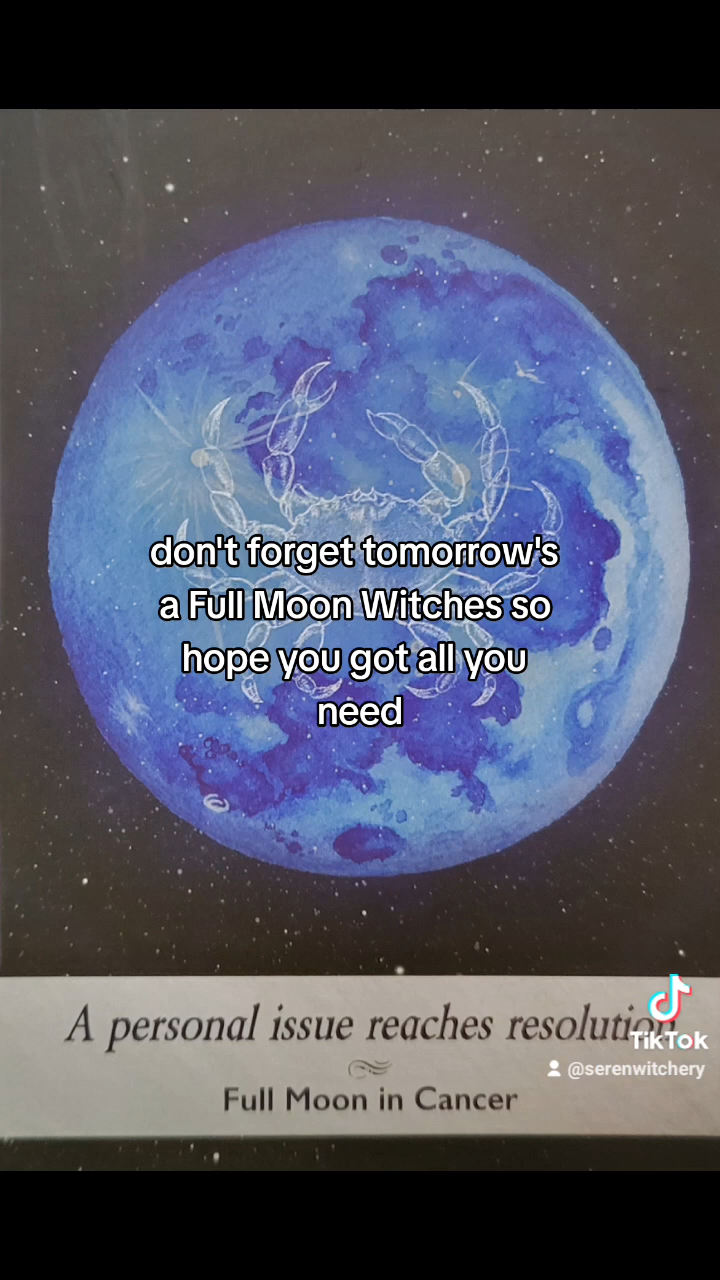 don't forget tomorrow's
a Full Moon Witches so
hope you got all you
need
A personal issue reaches resolution
Full Moon in Cancer
TikTok
@serenwitchery